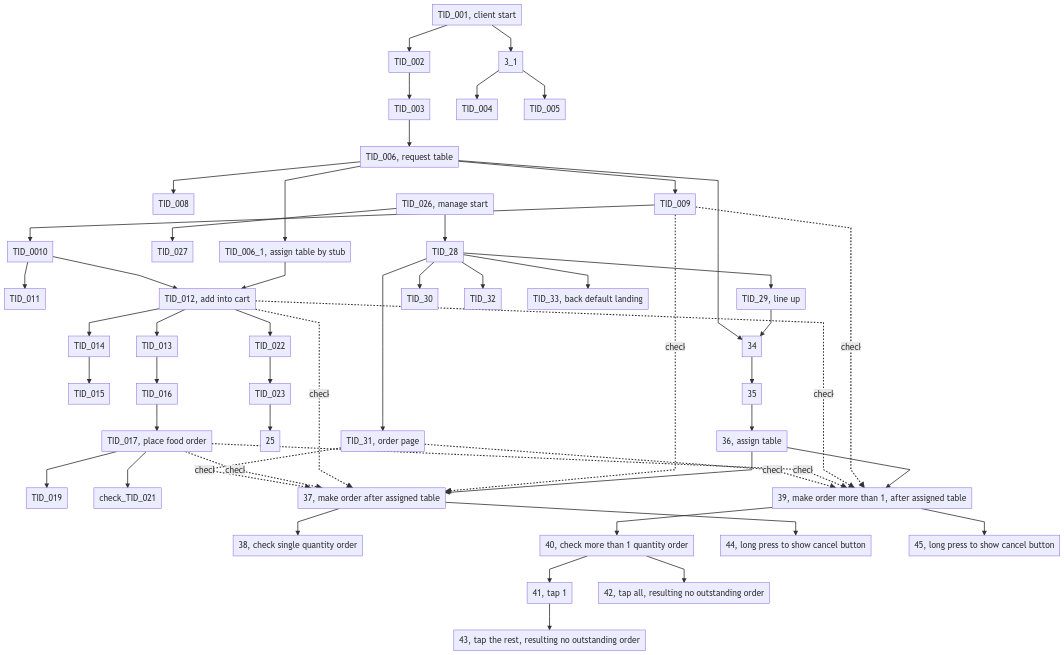 TID_001, client start
TID_002
3_1
TID_003
TID_004
TID_005
TID_006, request table
TID_008
TID_026, manage start
TID_009
TID_0010
TID_027
TID_006_1, assign table by stub
TID_28
TID_011
TID_012, add into cart
TID_30
TID_32
TID_33, back default landing
TID_29, line up
TID_014
TID_013
TID_022
check
34
check
TID_015
TID_016
TID_023
check
35
check
TID_017, place food order
25
TID_31, order page
36, assign table
check
check
check
check
TID_019
check_TID_021
37, make order after assigned table
39, make order more than 1, after assigned table
38, check single quantity order
40, check more than 1 quantity order
44, long press to show cancel button
45, long press to show cancel button
41, tap 1
42, tap all, resulting no outstanding order
43, tap the rest, resulting no outstanding order